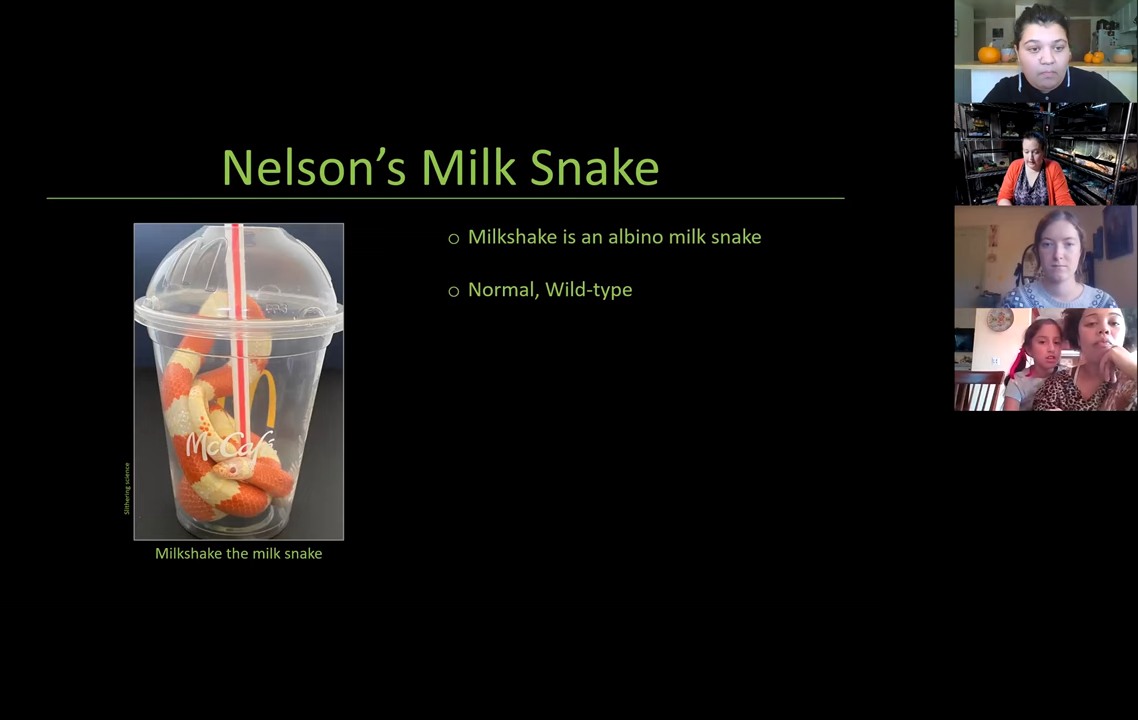 Nelson's Milk Snake
○ Milkshake is an albino milk snake
○ Normal, Wild-type
McCafé
Slithering science
Milkshake the milk snake